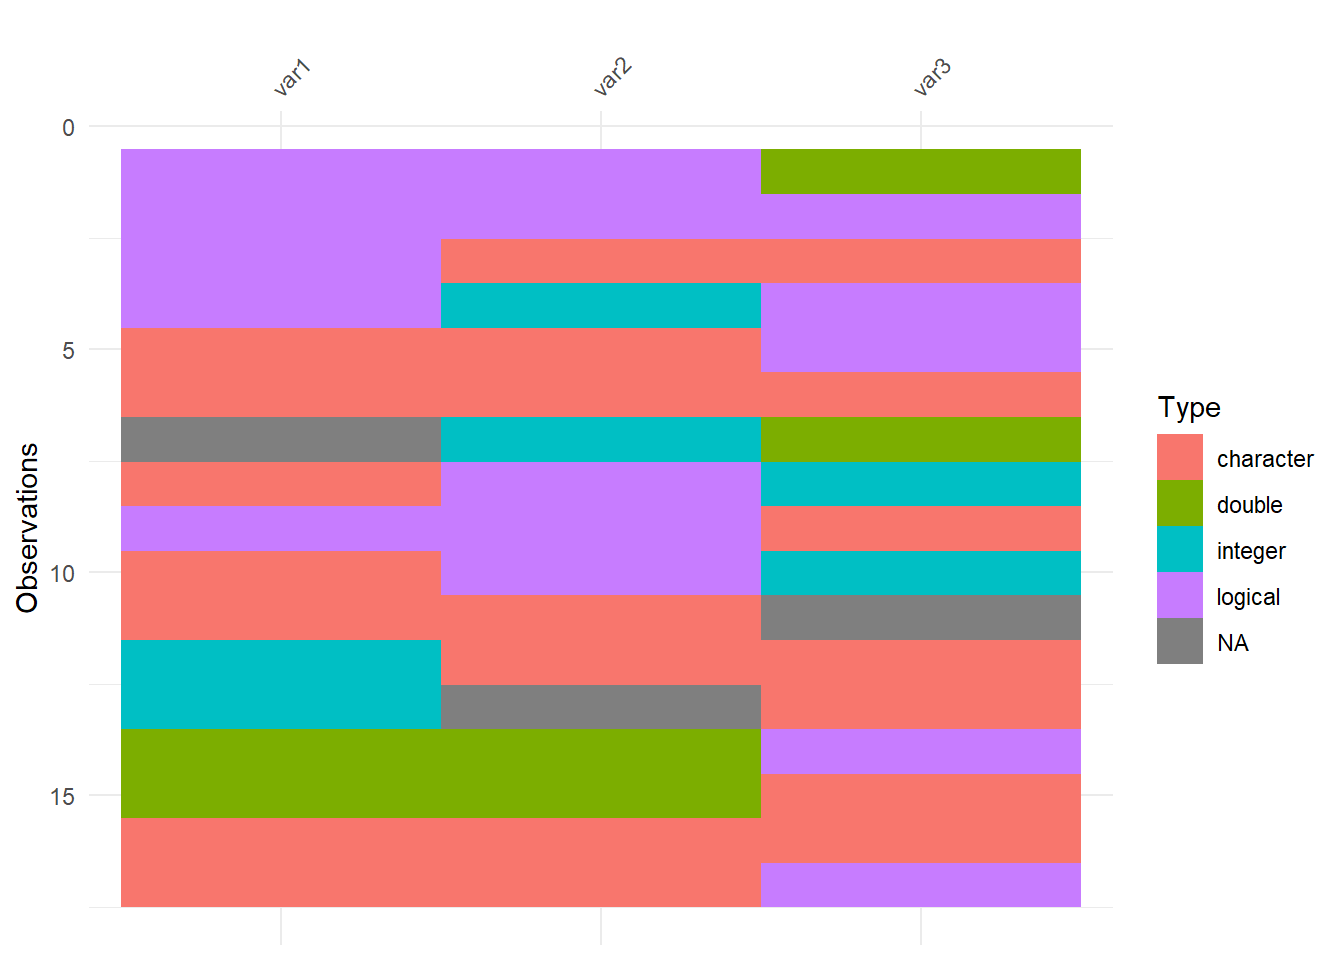 var1
var2
var3
0
5
10
15
Observations
Type
character
double
integer
logical
NA